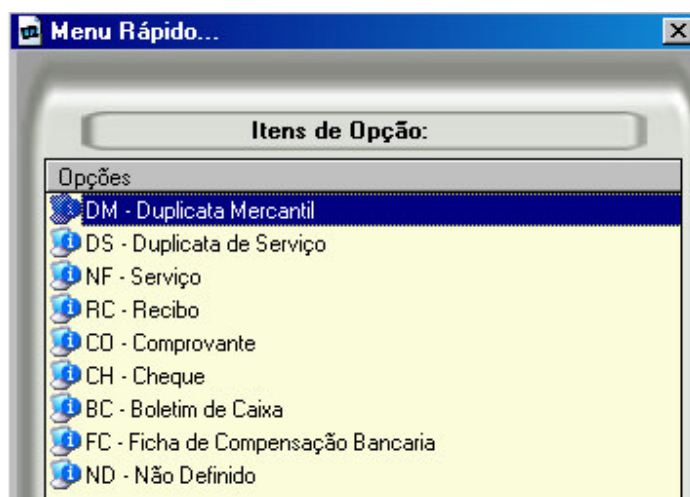 Menu Rápido...
Itens de Opção:
Opções
DM - Duplicata Mercantil
DS - Duplicata de Serviço
NF - Serviço
RC - Recibo
CO - Comprovante
CH - Cheque
BC - Boletim de Caixa
FC - Ficha de Compensação Bancaria
ND - Não Definido